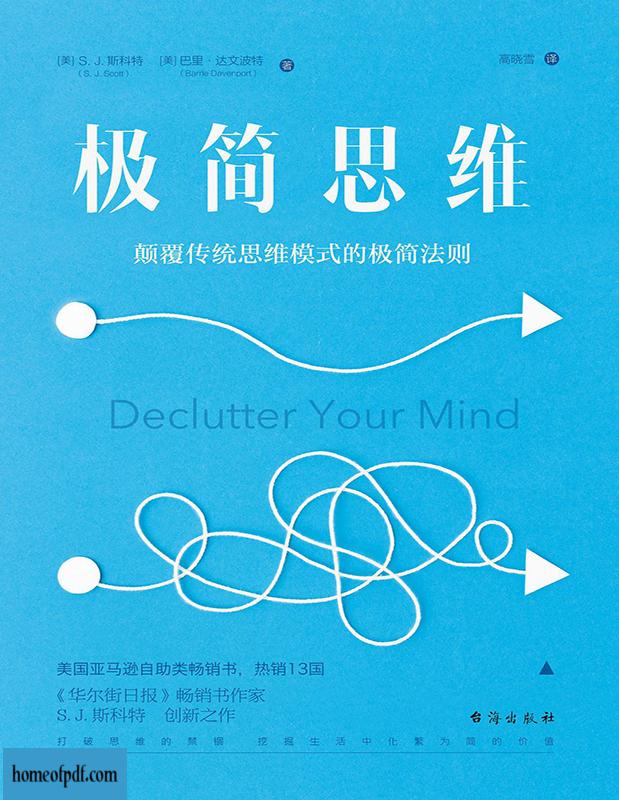 [美] S. J. 斯科特 [美] 巴里·达文波特 著 高晓雪 译
(S. J. Scott) (Barrie Davenport)
极简思维
颠覆传统思维模式的极简法则
Declutter Your Mind
美国亚马逊自助类畅销书，热销13国
《华尔街日报》畅销书作家
S. J. 斯科特 创新之作
台海出版社
打破思维的禁锢 挖掘生活中化繁为简的价值
homeofpdf.com